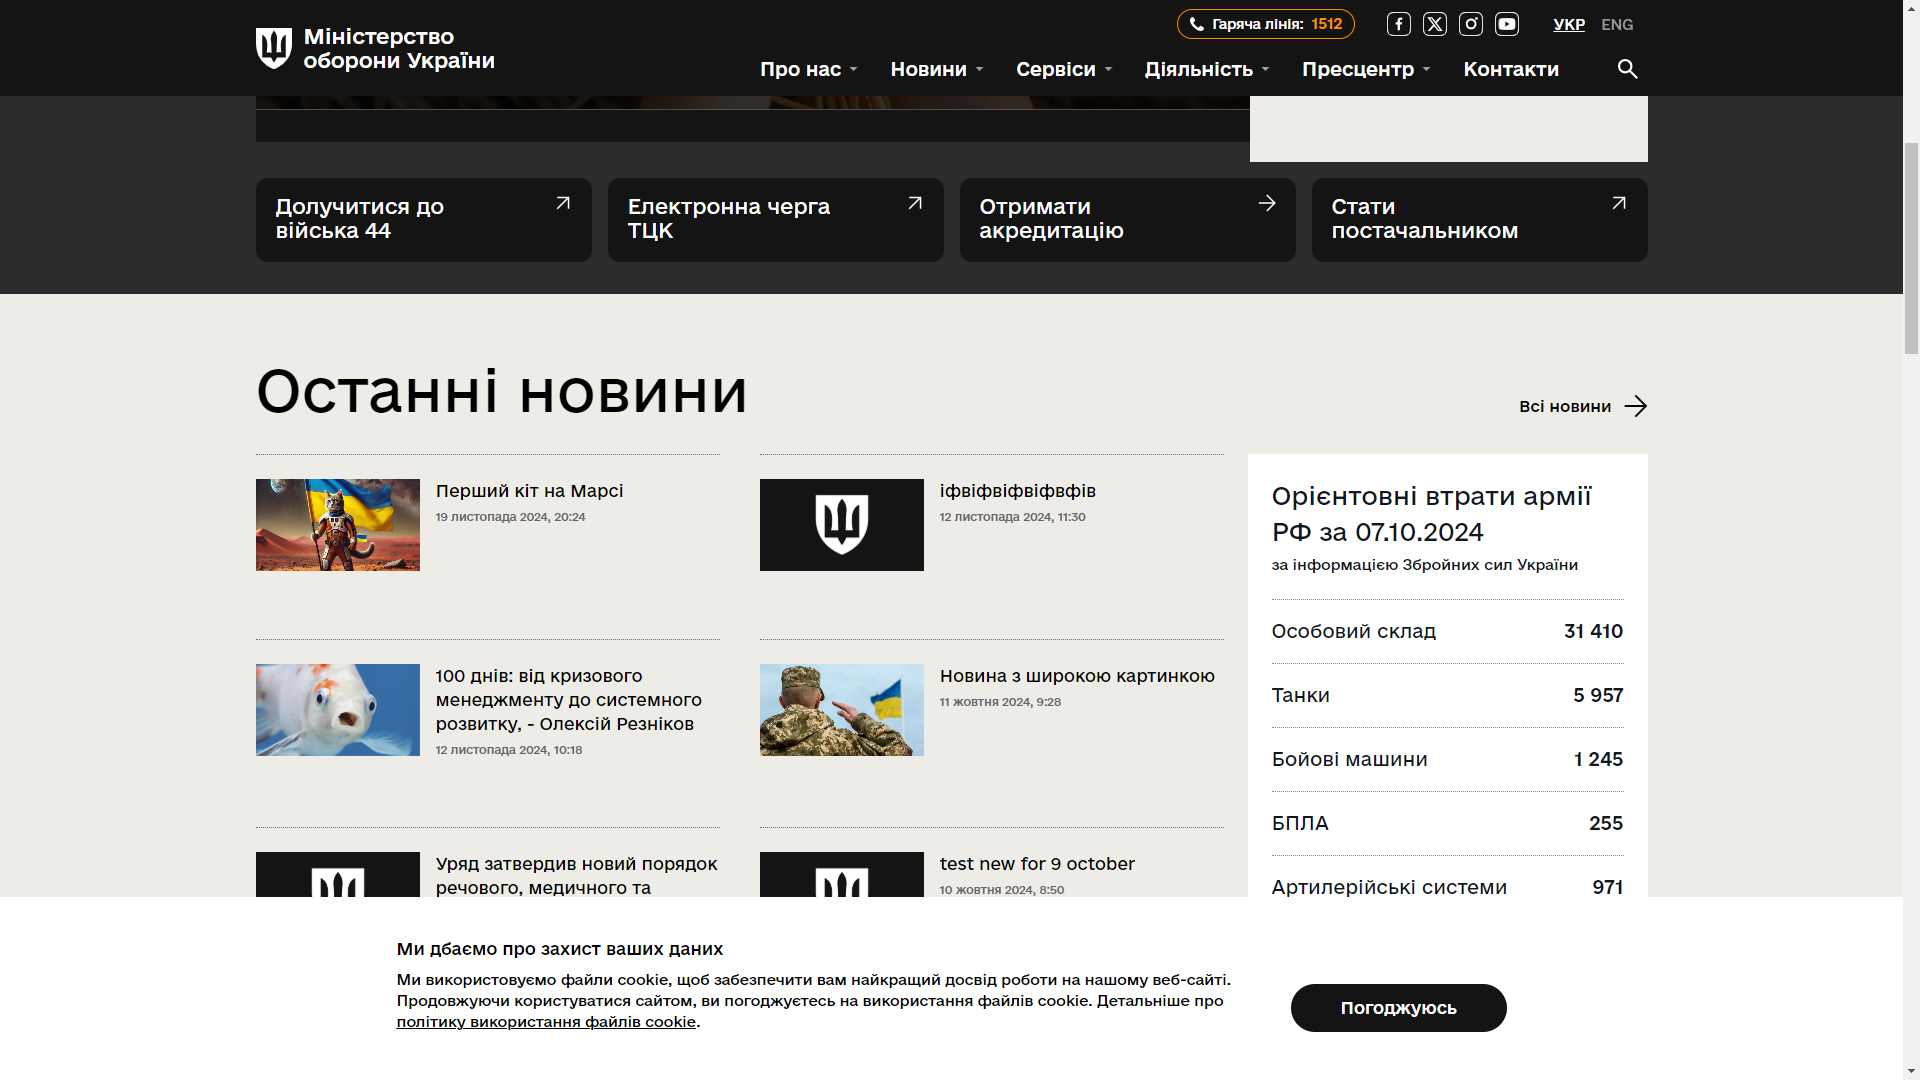 Міністерство
оборони України
Гаряча лінія: 1512
УКР ENG
Про нас Новини Сервіси Діяльність Пресцентр Контакти
Долучитися до
війська 44
Електронна черга
ТЦК
Отримати
акредитацію
Стати
постачальником
Останні новини
Всі новини
Перший кіт на Марсі
19 листопада 2024, 20:24
іфвіфвіфвіфвфів
12 листопада 2024, 11:30
100 днів: від кризового
менеджменту до системного
розвитку, - Олексій Резніков
12 листопада 2024, 10:18
Новина з широкою картинкою
11 жовтня 2024, 9:28
Уряд затвердив новий порядок
речового, медичного та
test new for 9 october
10 жовтня 2024, 8:50
Орієнтовні втрати армії
РФ за 07.10.2024
за інформацією Збройних сил України
Особовий склад 31 410
Танки 5 957
Бойові машини 1 245
БПЛА 255
Артилерійські системи 971
Ми дбаємо про захист ваших даних
Ми використовуємо файли cookie, щоб забезпечити вам найкращий досвід роботи на нашому веб-сайті.
Продовжуючи користуватися сайтом, ви погоджуєтесь на використання файлів cookie. Детальніше про
політику використання файлів cookie.
Погоджуюсь